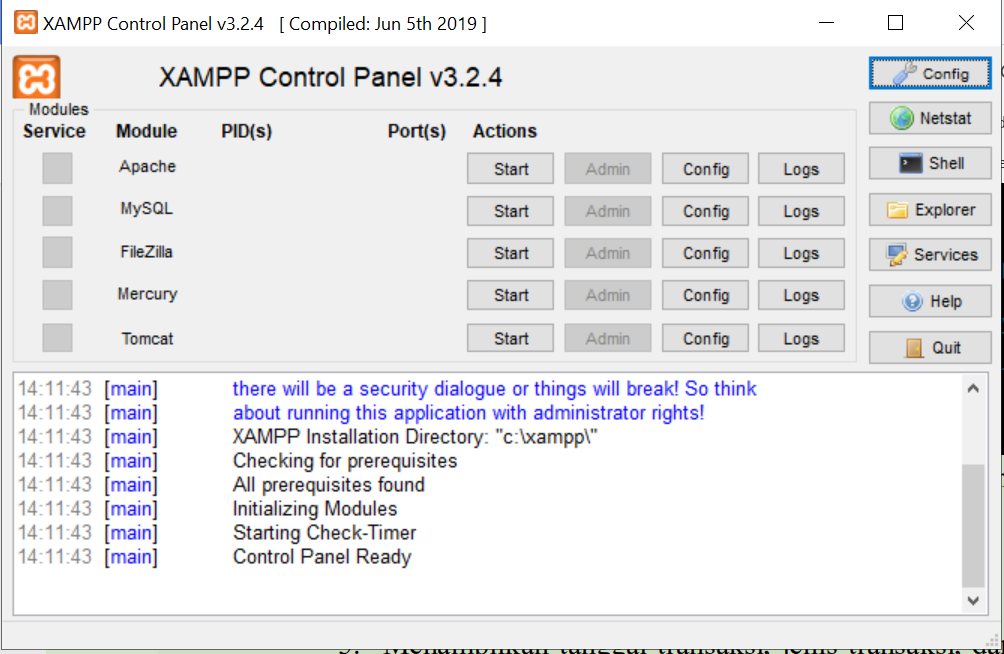 XAMPP Control Panel v3.2.4 [ Compiled: Jun 5th 2019 ]
XAMPP Control Panel v3.2.4
Config
Modules
Service Module PID(s) Port(s) Actions
Netstat
Apache Start Admin Config Logs
Shell
MySQL Start Admin Config Logs
Explorer
FileZilla Start Admin Config Logs
Services
Mercury Start Admin Config Logs
Help
Tomcat Start Admin Config Logs
Quit
14:11:43 [main] there will be a security dialogue or things will break! So think
14:11:43 [main] about running this application with administrator rights!
14:11:43 [main] XAMPP Installation Directory: "c:\xampp\"
14:11:43 [main] Checking for prerequisites
14:11:43 [main] All prerequisites found
14:11:43 [main] Initializing Modules
14:11:43 [main] Starting Check-Timer
14:11:43 [main] Control Panel Ready
Menampilkan tanggal transaksi, jenis transaksi,